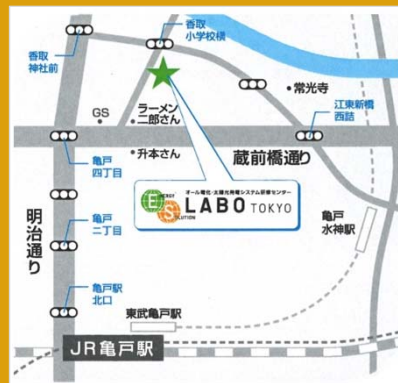 香取
神社前
香取
小学校横
GS
ラーメン
二郎さん
常光寺
江東新橋
西詰
亀戸
四丁目
升本さん
蔵前橋通り
オール電化・太陽光発電システム研修センター
ENERGY
SOLUTION
LABO TOKYO
明治通り
亀戸
二丁目
亀戸
水神駅
亀戸駅
北口
東武亀戸駅
JR亀戸駅